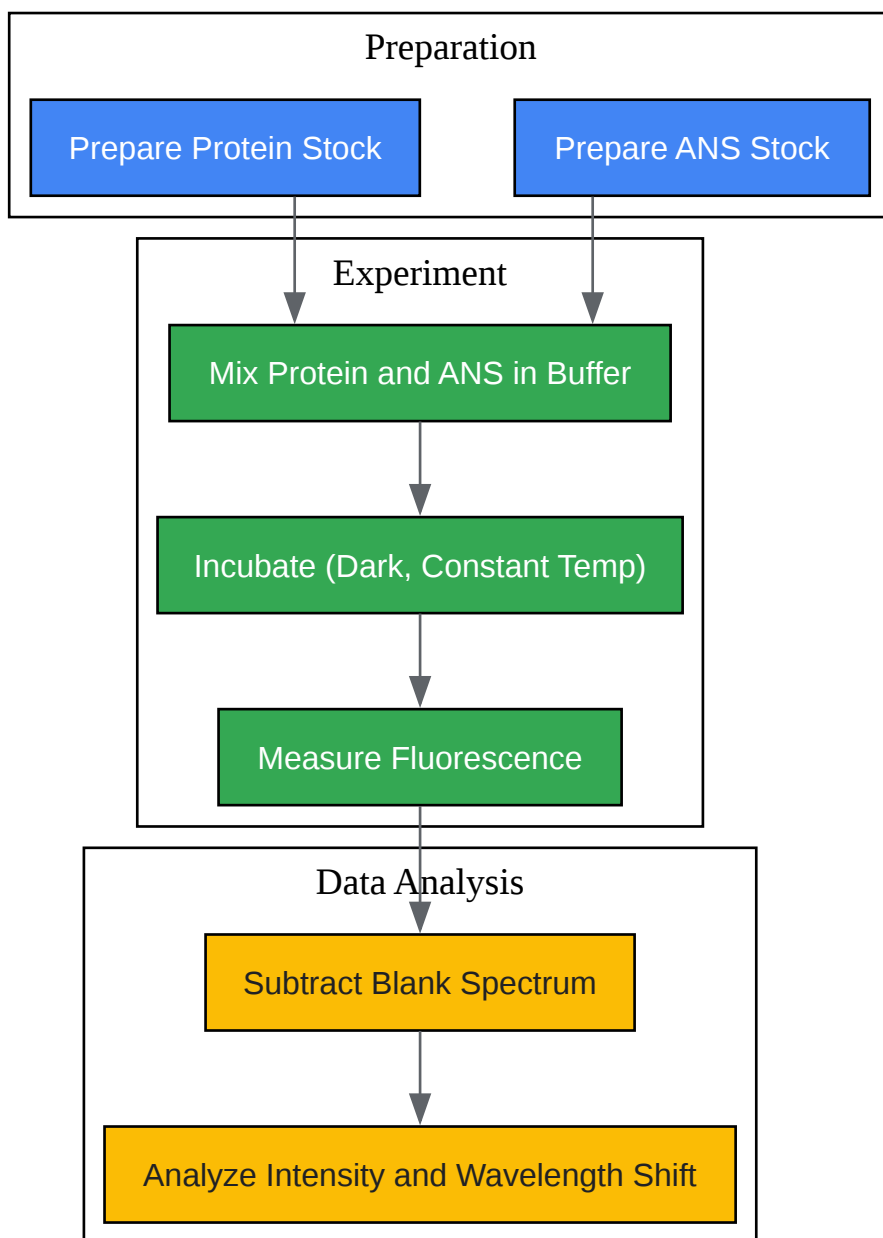 Preparation
Prepare Protein Stock
Prepare ANS Stock
Experiment
Mix Protein and ANS in Buffer
Incubate (Dark, Constant Temp)
Measure Fluorescence
Data Analysis
Subtract Blank Spectrum
Analyze Intensity and Wavelength Shift